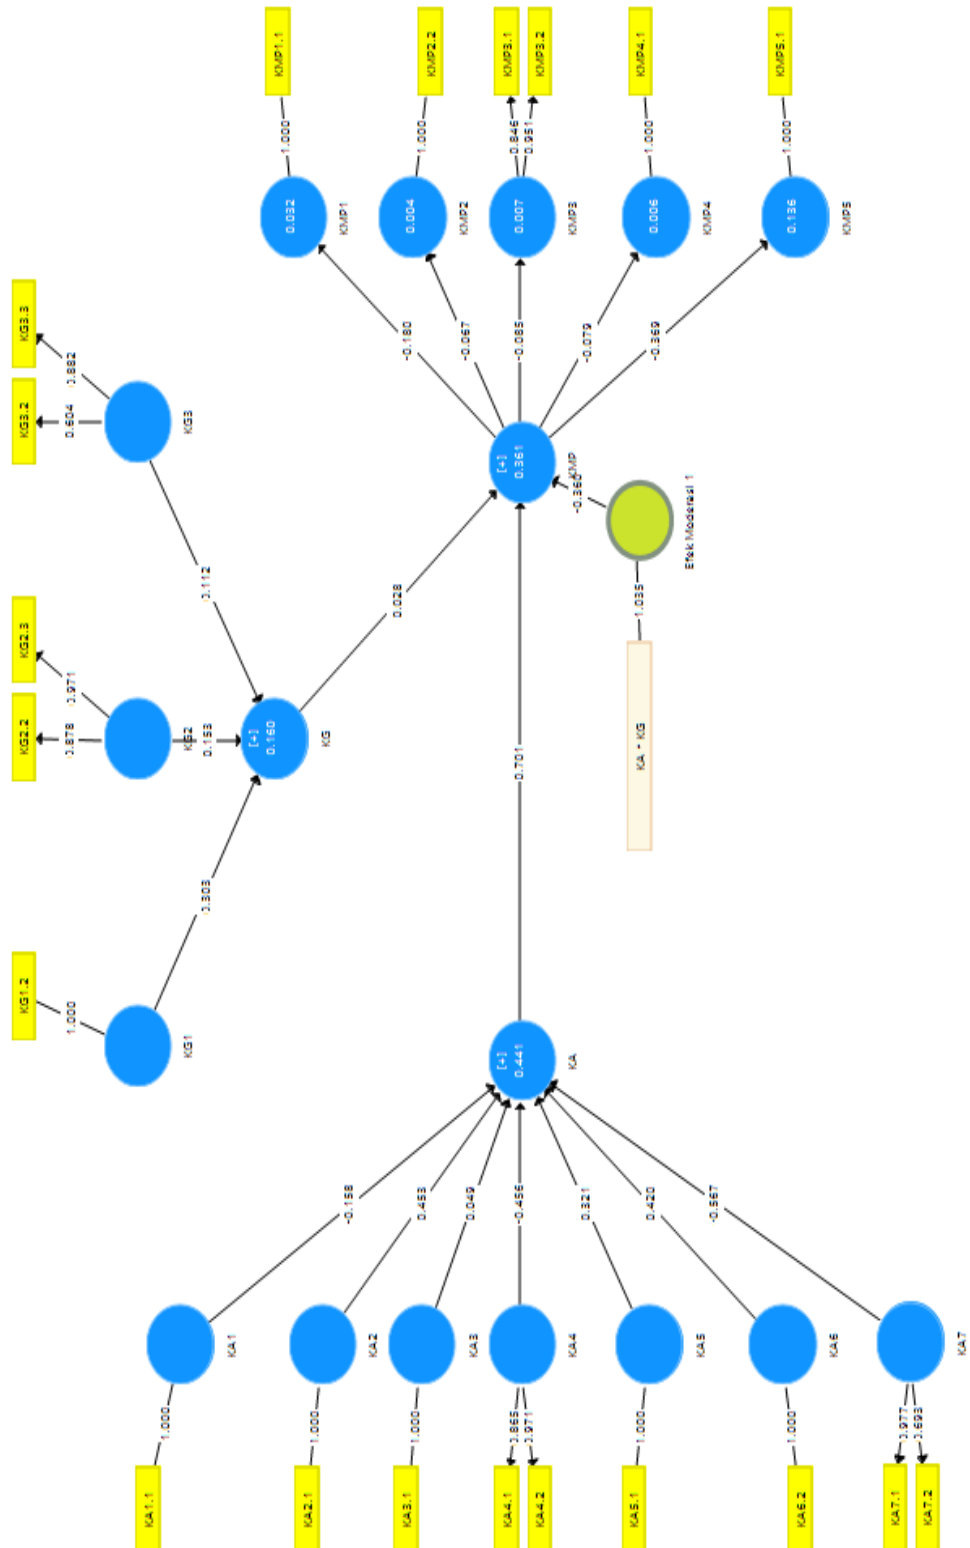 KMP1.1
KMP2.2
KMP3.1
KMP3.2
KMP4.1
KMP5.1
1.000
1.000
0.846
0.951
1.000
1.000
0.032
0.004
0.007
0.006
0.136
KMP1
KMP2
KMP3
KMP4
KMP5
-0.180
-0.067
-0.085
-0.079
-0.369
KG3.3
KG3.2
0.882
0.604
KG3
0.112
KG2.3
KG2.2
0.971
0.878
KG2
0.153
KG1.2
1.000
KG1
0.303
[+]
0.160
KG
0.028
[+]
0.361
KMP
-0.360
Efek Moderasi 1
1.035
KA * KG
0.701
[+]
0.441
KA
-0.158
0.453
0.049
-0.456
0.321
0.420
-0.567
KA1
KA2
KA3
KA4
KA5
KA6
KA7
1.000
1.000
1.000
0.865
0.971
1.000
1.000
0.977
0.693
KA1.1
KA2.1
KA3.1
KA4.1
KA4.2
KA5.1
KA6.2
KA7.1
KA7.2